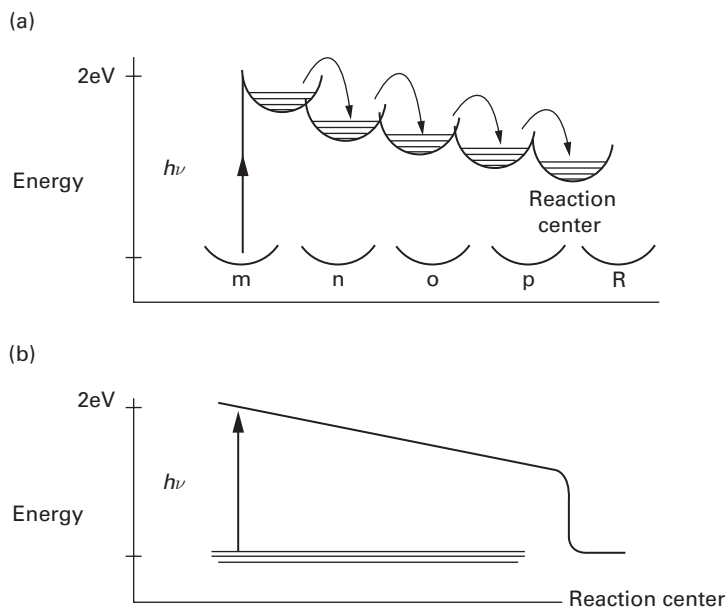 (a)
2eV
Energy
hν
Reaction
center
m n o p R
(b)
2eV
hν
Energy
Reaction center